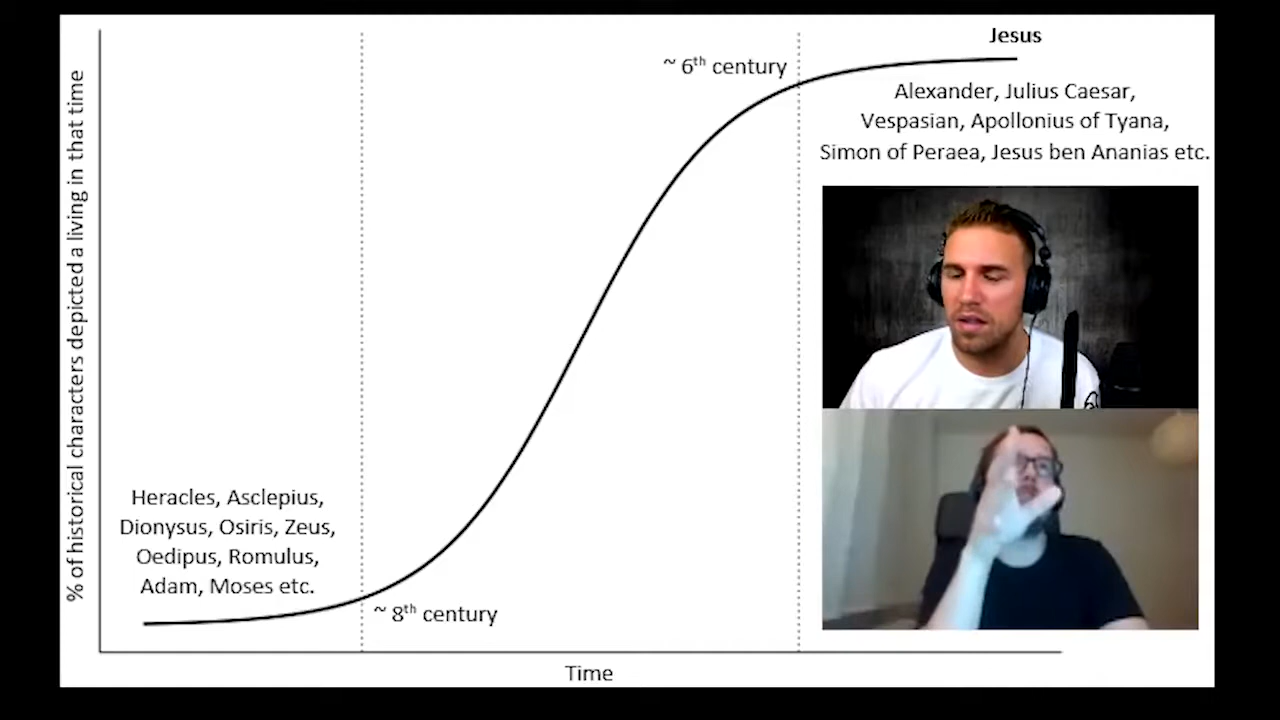 Jesus
~ 6th century
Alexander, Julius Caesar,
Vespasian, Apollonius of Tyana,
Simon of Peraea, Jesus ben Ananias etc.
% of historical characters depicted a living in that time
Heracles, Asclepius,
Dionysus, Osiris, Zeus,
Oedipus, Romulus,
Adam, Moses etc.
~ 8th century
Time